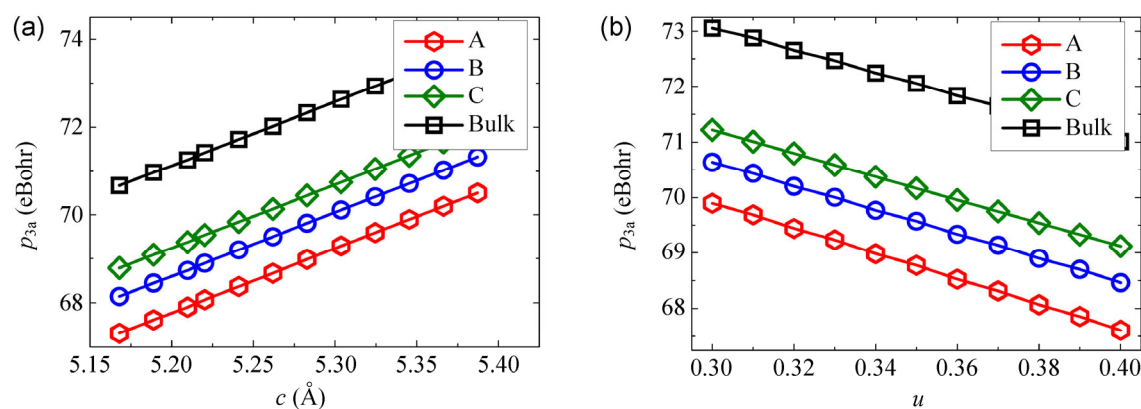 (a)
74
72
70
68
p3a (eBohr)
5.15
5.20
5.25
5.30
5.35
5.40
c (Å)
A
B
C
Bulk
(b)
73
72
71
70
69
68
p3a (eBohr)
0.30
0.32
0.34
0.36
0.38
0.40
u
A
B
C
Bulk